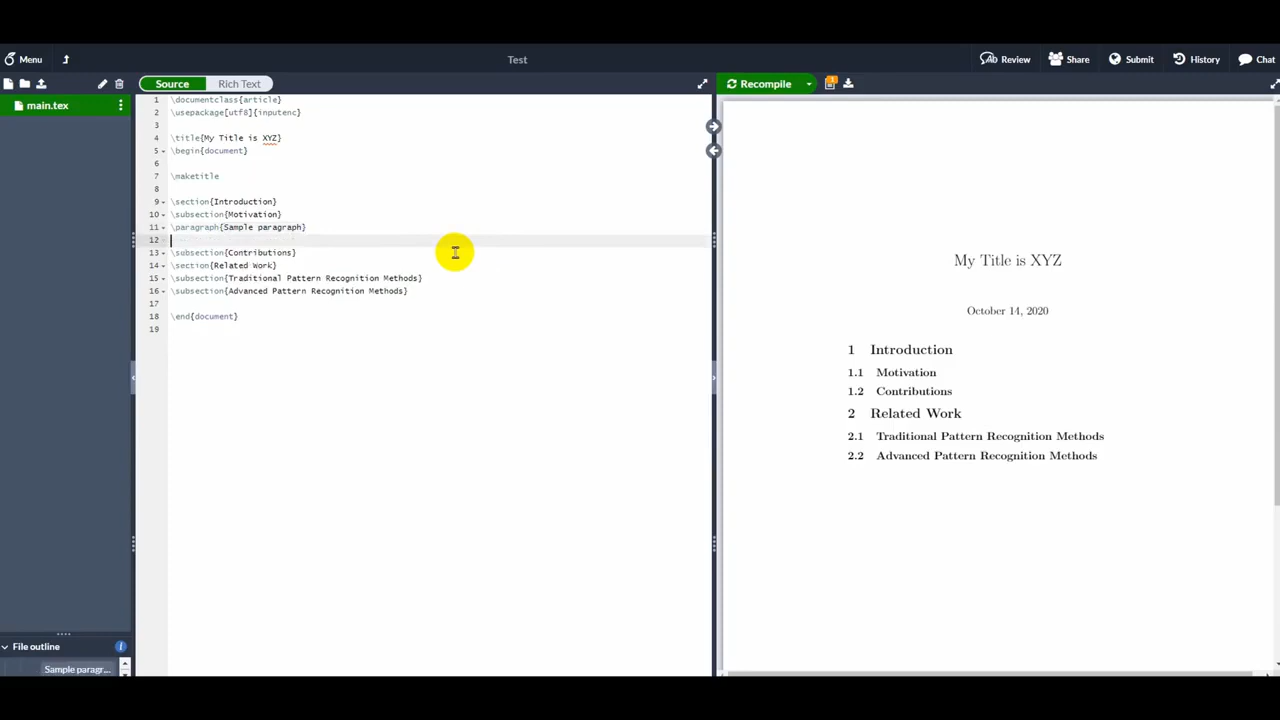 Menu
Test
Review
Share
Submit
History
Chat
Source
Rich Text
Recompile
main.tex
1 \documentclass{article}
2 \usepackage[utf8]{inputenc}
3
4 \title{My Title is XYZ}
5 \begin{document}
6
7 \maketitle
8
9 \section{Introduction}
10 \subsection{Motivation}
11 \paragraph{Sample paragraph}
12
13 \subsection{Contributions}
14 \section{Related Work}
15 \subsection{Traditional Pattern Recognition Methods}
16 \subsection{Advanced Pattern Recognition Methods}
17
18 \end{document}
19
My Title is XYZ
October 14, 2020
1 Introduction
1.1 Motivation
1.2 Contributions
2 Related Work
2.1 Traditional Pattern Recognition Methods
2.2 Advanced Pattern Recognition Methods
File outline
Sample paragr...